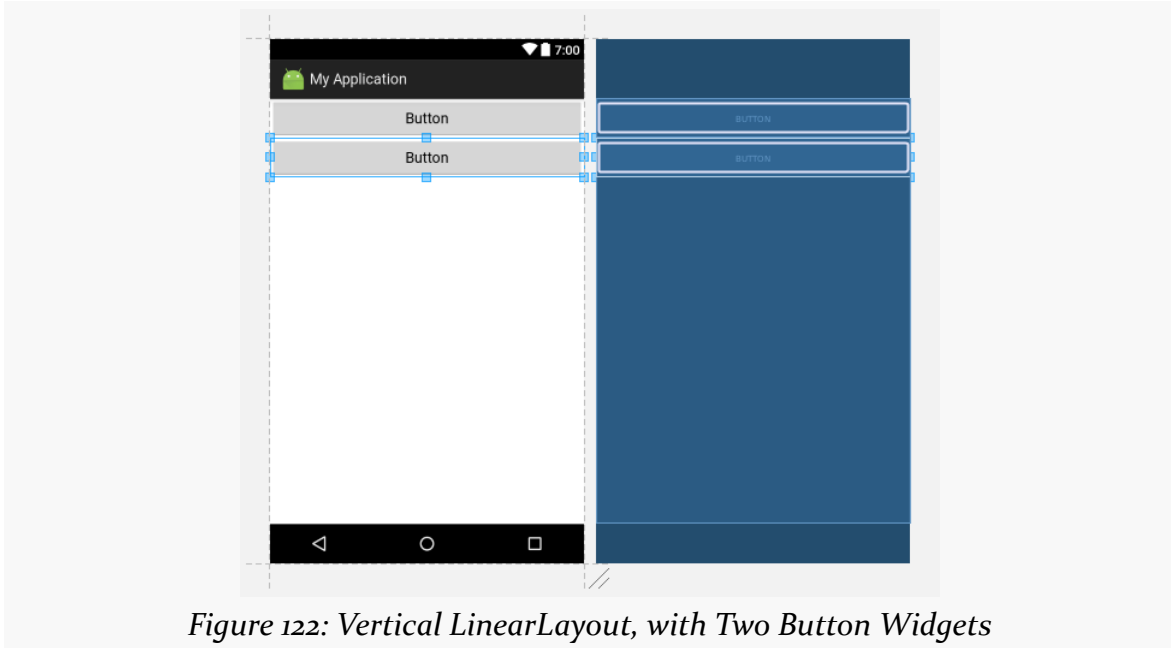 7:00
My Application
Button
BUTTON
Button
BUTTON
Figure 122: Vertical LinearLayout, with Two Button Widgets